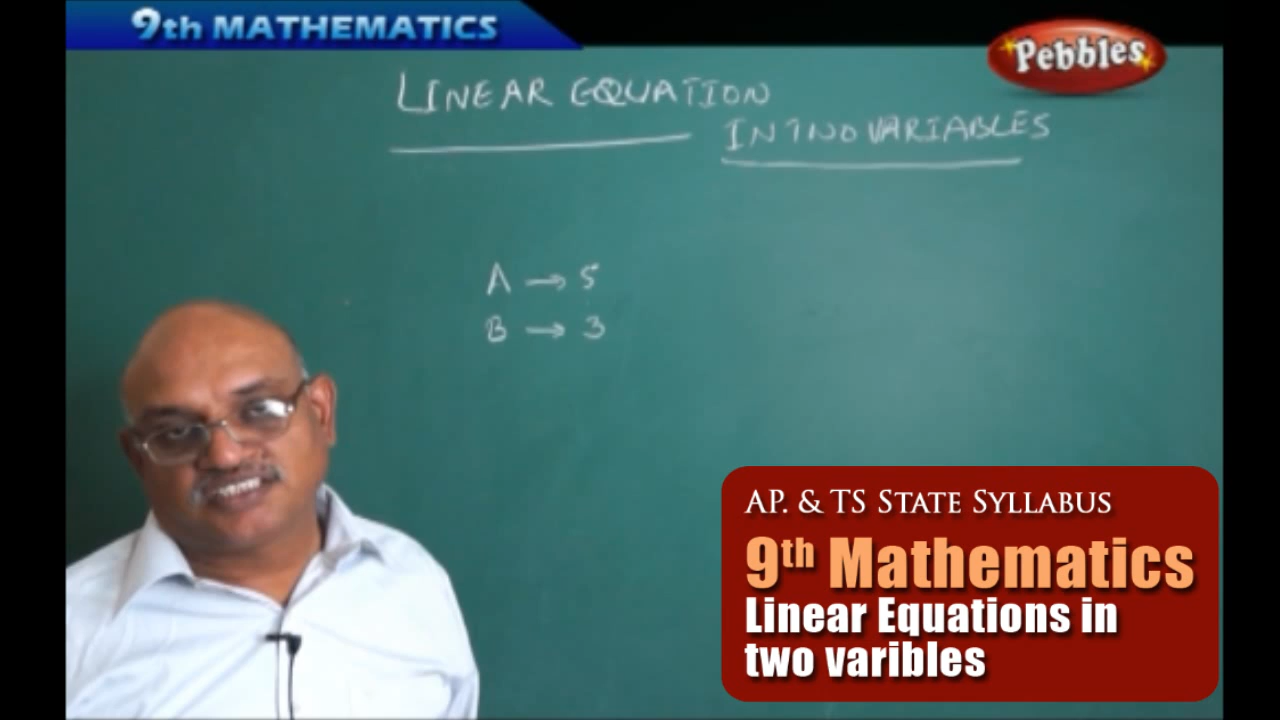 9th MATHEMATICS
Pebbles
LINEAR EQUATION
IN TWO VARIABLES
A → 5
B → 3
AP. & TS STATE SYLLABUS
9th Mathematics
Linear Equations in
two varibles